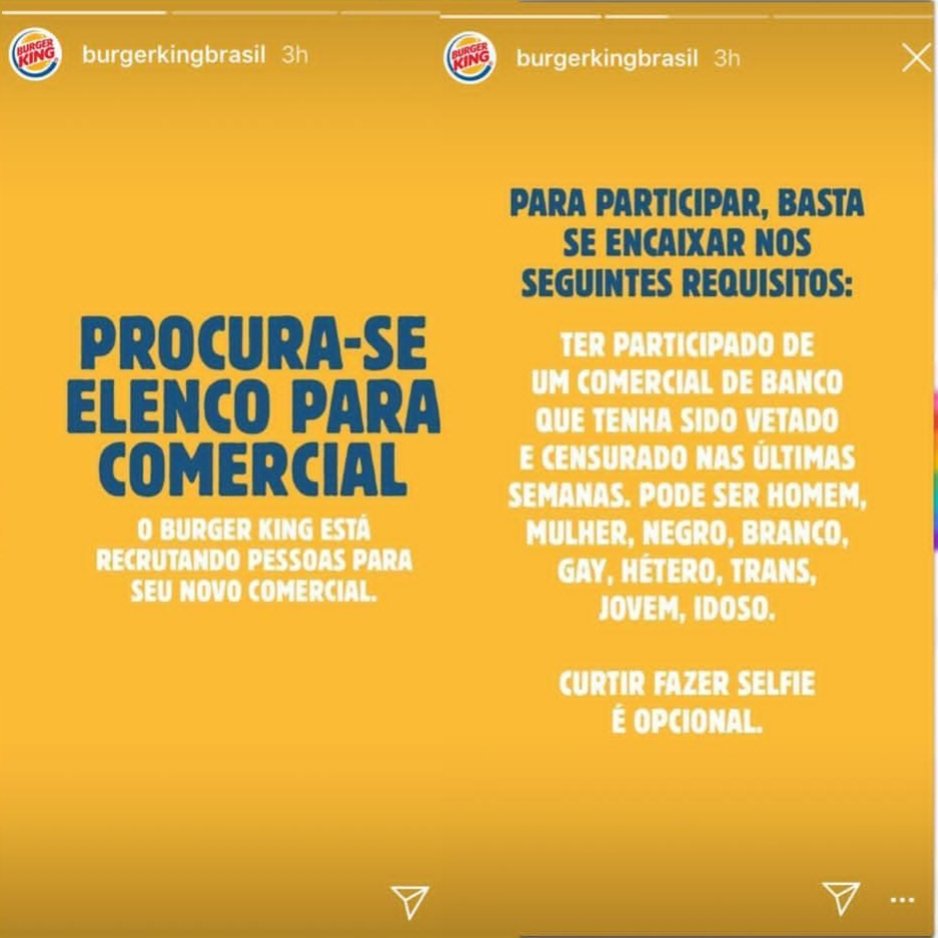 BURGER KING
burgerkingbrasil 3h
PROCURA-SE
ELENCO PARA
COMERCIAL
O BURGER KING ESTÁ
RECRUTANDO PESSOAS PARA
SEU NOVO COMERCIAL.
BURGER KING
burgerkingbrasil 3h
PARA PARTICIPAR, BASTA
SE ENCAIXAR NOS
SEGUINTES REQUISITOS:
TER PARTICIPADO DE
UM COMERCIAL DE BANCO
QUE TENHA SIDO VETADO
E CENSURADO NAS ÚLTIMAS
SEMANAS. PODE SER HOMEM,
MULHER, NEGRO, BRANCO,
GAY, HÉTERO, TRANS,
JOVEM, IDOSO.
CURTIR FAZER SELFIE
É OPCIONAL.